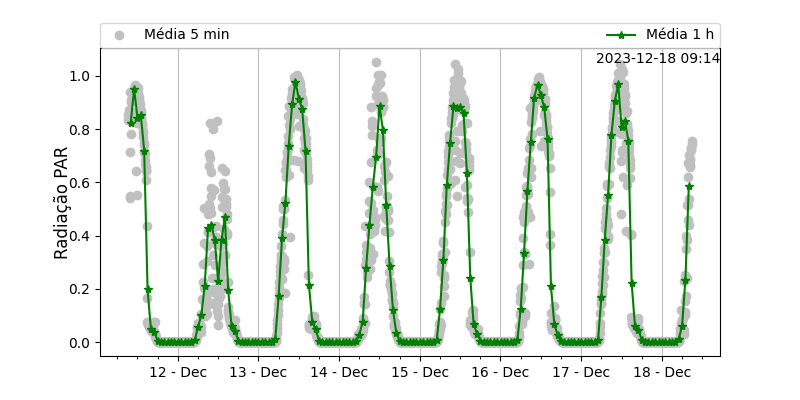 Média 5 min
Média 1 h
2023-12-18 09:14
Radiação PAR
1.0
0.8
0.6
0.4
0.2
0.0
12 - Dec
13 - Dec
14 - Dec
15 - Dec
16 - Dec
17 - Dec
18 - Dec